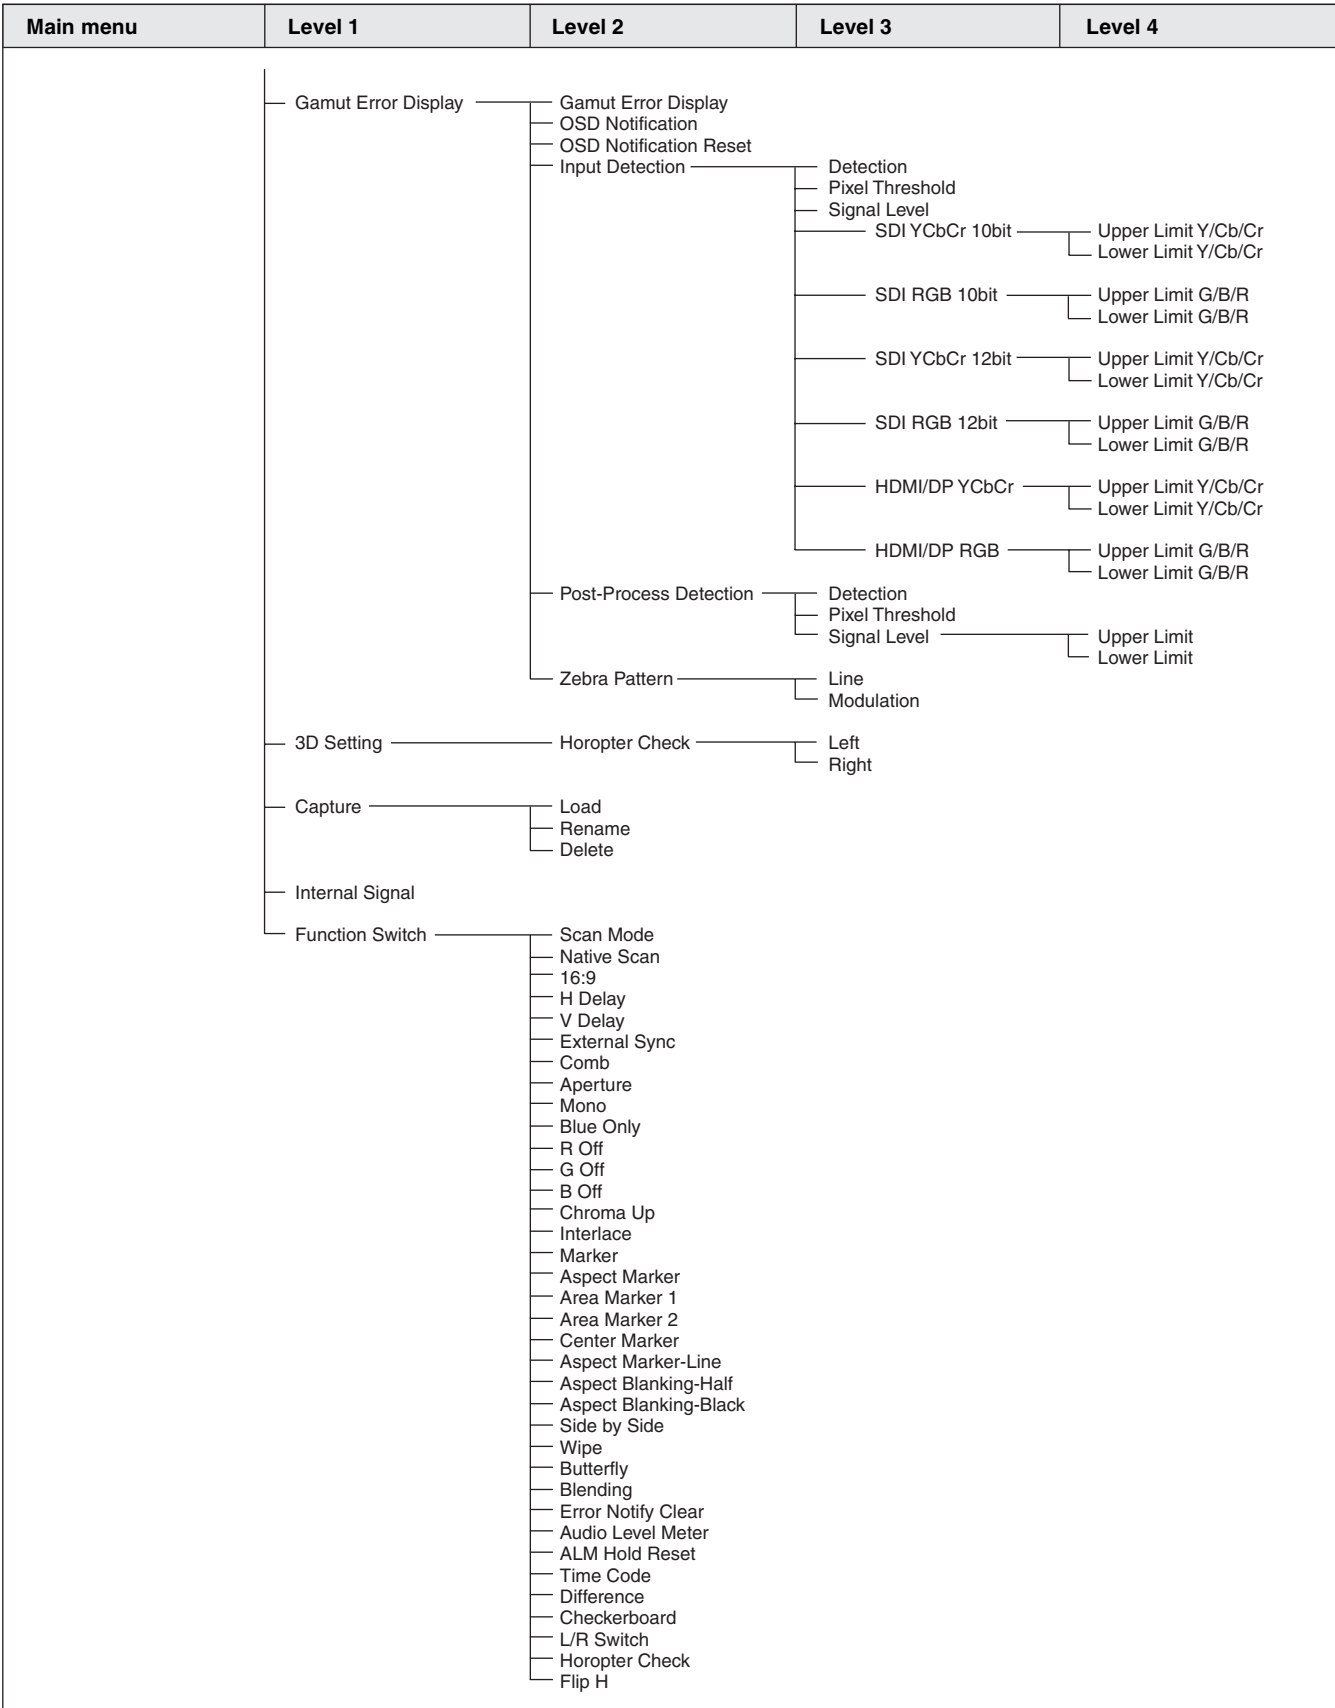 Main menu Level 1 Level 2 Level 3 Level 4
Gamut Error Display Gamut Error Display
OSD Notification
OSD Notification Reset
Input Detection Detection
Pixel Threshold
Signal Level
SDI YCbCr 10bit Upper Limit Y/Cb/Cr
Lower Limit Y/Cb/Cr
SDI RGB 10bit Upper Limit G/B/R
Lower Limit G/B/R
SDI YCbCr 12bit Upper Limit Y/Cb/Cr
Lower Limit Y/Cb/Cr
SDI RGB 12bit Upper Limit G/B/R
Lower Limit G/B/R
HDMI/DP YCbCr Upper Limit Y/Cb/Cr
Lower Limit Y/Cb/Cr
HDMI/DP RGB Upper Limit G/B/R
Lower Limit G/B/R
Post-Process Detection Detection
Pixel Threshold
Signal Level Upper Limit
Lower Limit
Zebra Pattern Line
Modulation
3D Setting Horopter Check Left
Right
Capture Load
Rename
Delete
Internal Signal
Function Switch Scan Mode
Native Scan
16:9
H Delay
V Delay
External Sync
Comb
Aperture
Mono
Blue Only
R Off
G Off
B Off
Chroma Up
Interlace
Marker
Aspect Marker
Area Marker 1
Area Marker 2
Center Marker
Aspect Marker-Line
Aspect Blanking-Half
Aspect Blanking-Black
Side by Side
Wipe
Butterfly
Blending
Error Notify Clear
Audio Level Meter
ALM Hold Reset
Time Code
Difference
Checkerboard
L/R Switch
Horopter Check
Flip H